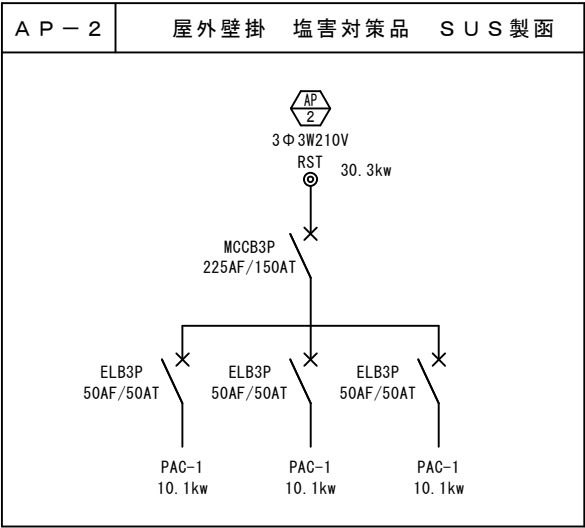 ＡＰ－２
屋外壁掛　塩害対策品　ＳＵＳ製函
AP
2
3Φ3W210V
RST
30.3kw
MCCB3P
225AF/150AT
ELB3P
50AF/50AT
ELB3P
50AF/50AT
ELB3P
50AF/50AT
PAC-1
10.1kw
PAC-1
10.1kw
PAC-1
10.1kw